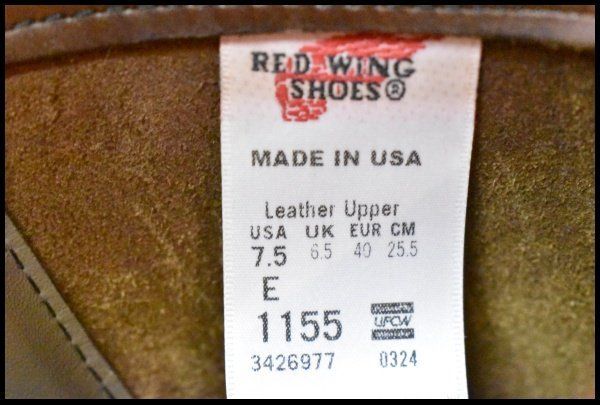 RED WING
SHOES®
MADE IN USA
Leather Upper
USA UK EUR CM
7.5 6.5 40 25.5
E
1155 UFCW
3426977 0324